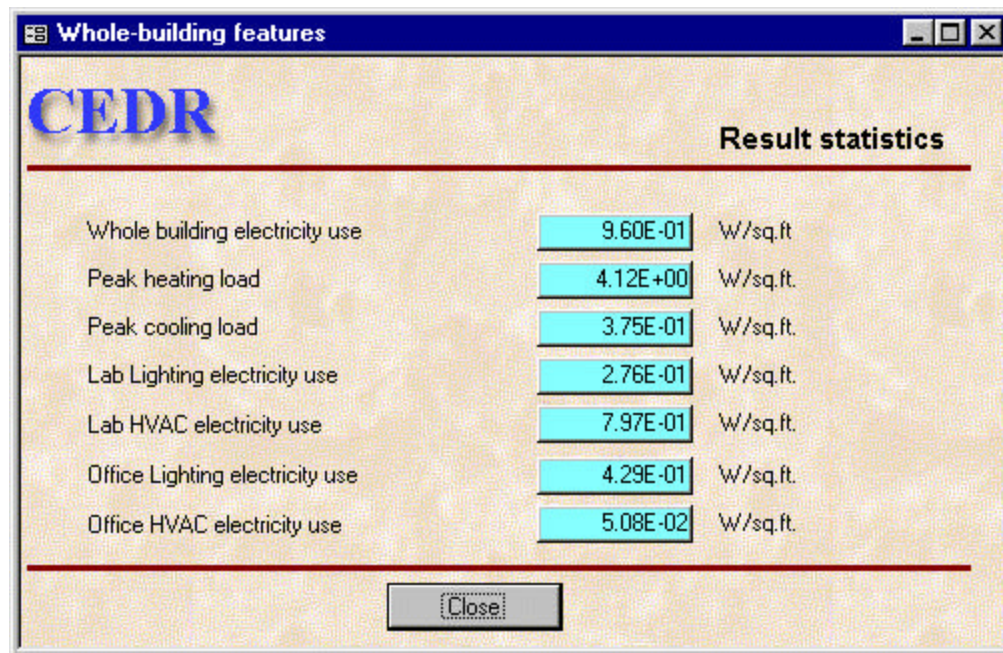 Whole-building features
CEDR
Result statistics
Whole building electricity use 9.60E-01 W/sq.ft
Peak heating load 4.12E+00 W/sq.ft.
Peak cooling load 3.75E-01 W/sq.ft.
Lab Lighting electricity use 2.76E-01 W/sq.ft.
Lab HVAC electricity use 7.97E-01 W/sq.ft.
Office Lighting electricity use 4.29E-01 W/sq.ft.
Office HVAC electricity use 5.08E-02 W/sq.ft.
Close